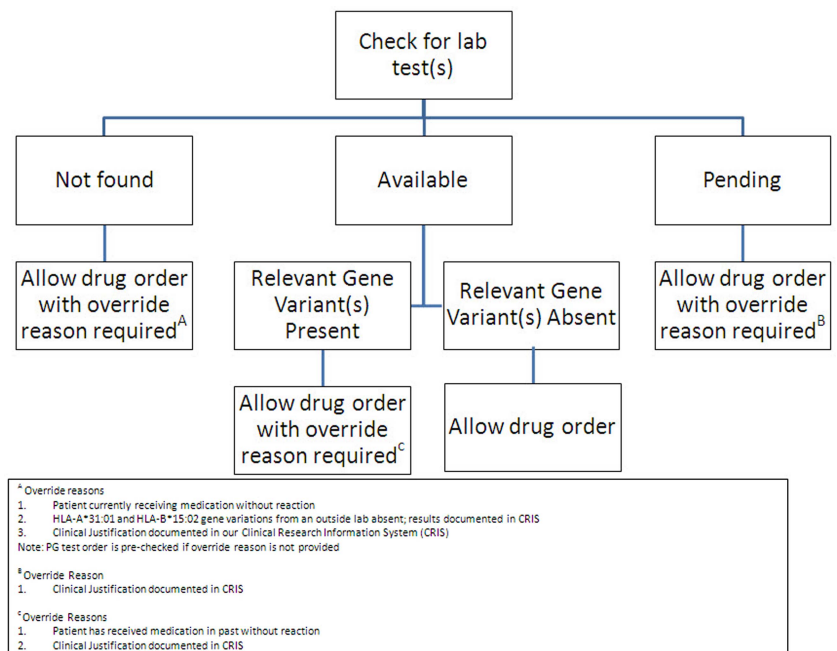 Check for lab
test(s)
Not found
Available
Pending
Allow drug order
with override
reason requiredA
Relevant Gene
Variant(s)
Present
Relevant Gene
Variant(s) Absent
Allow drug order
with override
reason requiredB
Allow drug order
with override
reason requiredC
Allow drug order
A Override reasons
1. Patient currently receiving medication without reaction
2. HLA-A*31:01 and HLA-B*15:02 gene variations from an outside lab absent; results documented in CRIS
3. Clinical Justification documented in our Clinical Research Information System (CRIS)
Note: PG test order is pre-checked if override reason is not provided
B Override Reason
1. Clinical Justification documented in CRIS
C Override Reasons
1. Patient has received medication in past without reaction
2. Clinical Justification documented in CRIS